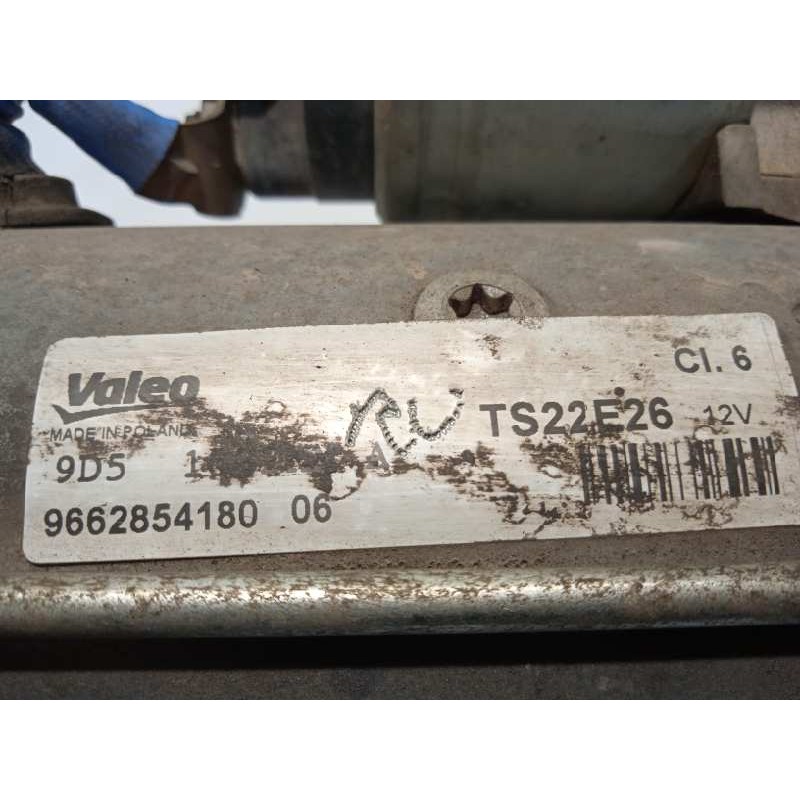 Cl. 6
Valeo
MADE IN POLAND
RU
TS22E26 12V
9D5
9662854180 06